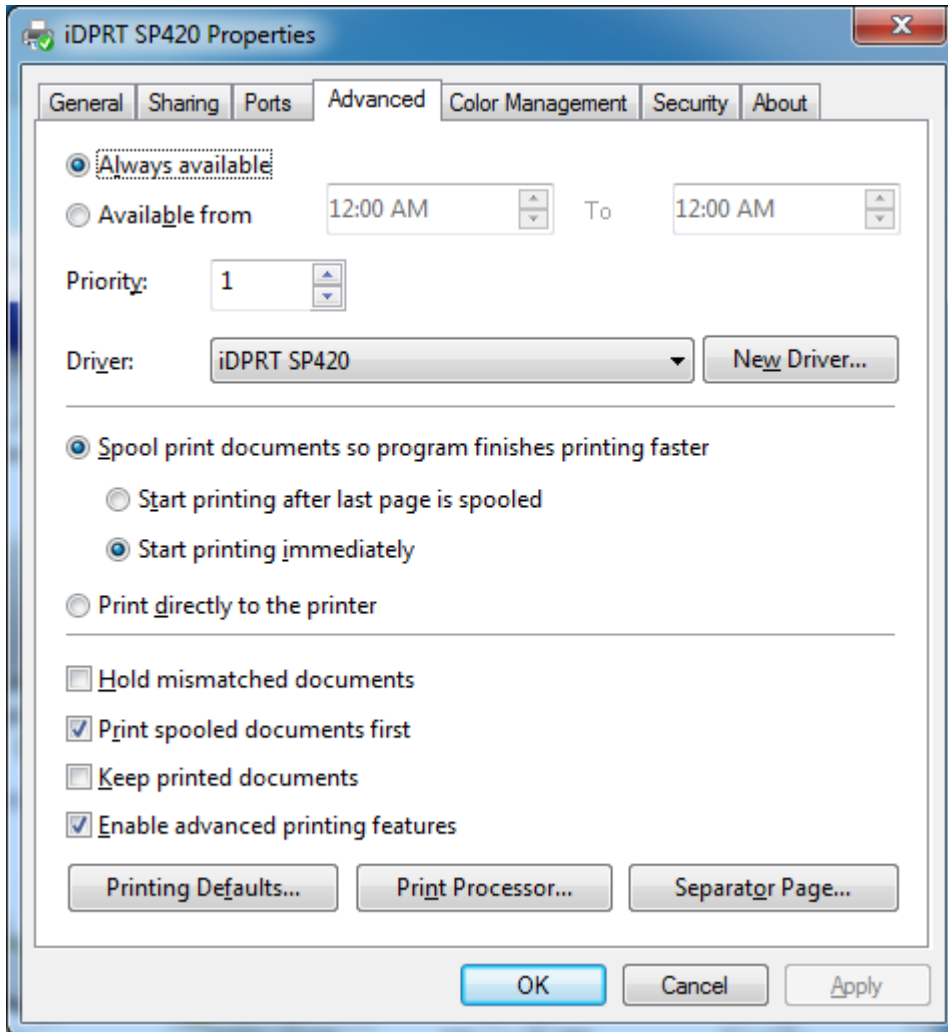 iDPRT SP420 Properties
General Sharing Ports Advanced Color Management Security About
Always available
Available from 12:00 AM To 12:00 AM
Priority: 1
Driver: iDPRT SP420 New Driver...
Spool print documents so program finishes printing faster
Start printing after last page is spooled
Start printing immediately
Print directly to the printer
Hold mismatched documents
Print spooled documents first
Keep printed documents
Enable advanced printing features
Printing Defaults... Print Processor... Separator Page...
OK Cancel Apply